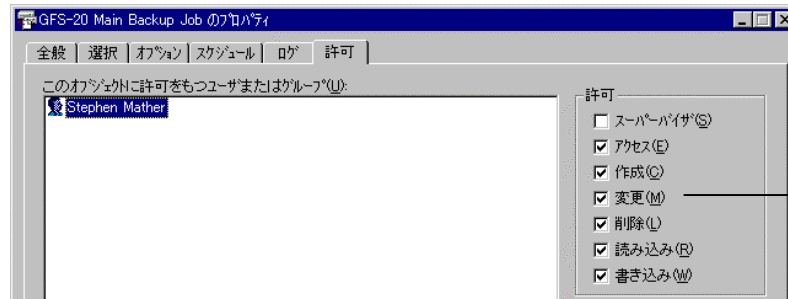 GFS-20 Main Backup Job のプロパティ
全般 選択 オプション スケジュール ログ 許可
このオブジェクトに許可をもつユーザまたはグループ(U):
Stephen Mather
許可
スーパーバイザ(S)
アクセス(E)
作成(C)
変更(M)
削除(L)
読み込み(R)
書き込み(W)